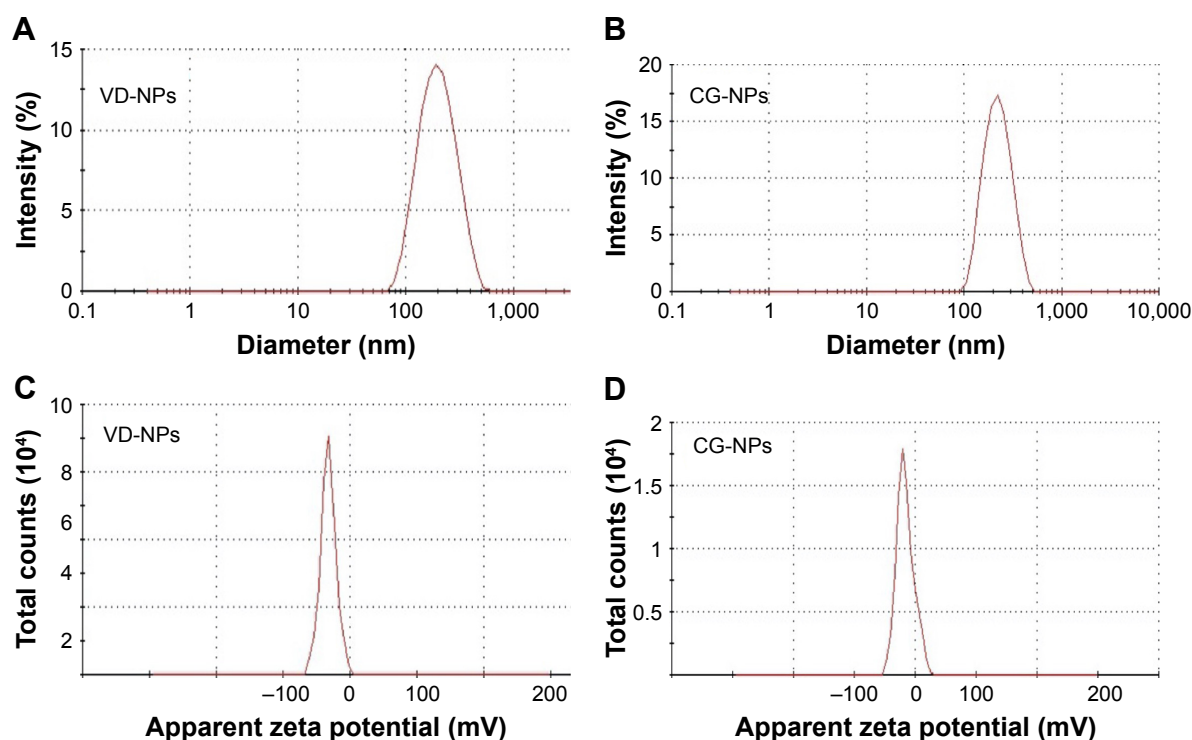 A
Intensity (%)
15
10
5
0
VD-NPs
0.1 1 10 100 1,000
Diameter (nm)
B
Intensity (%)
20
15
10
5
0
CG-NPs
0.1 1 10 100 1,000 10,000
Diameter (nm)
C
Total counts (10⁴)
10
8
6
4
2
VD-NPs
–100 0 100 200
Apparent zeta potential (mV)
D
Total counts (10⁴)
2
1.5
1
0.5
CG-NPs
–100 0 100 200
Apparent zeta potential (mV)